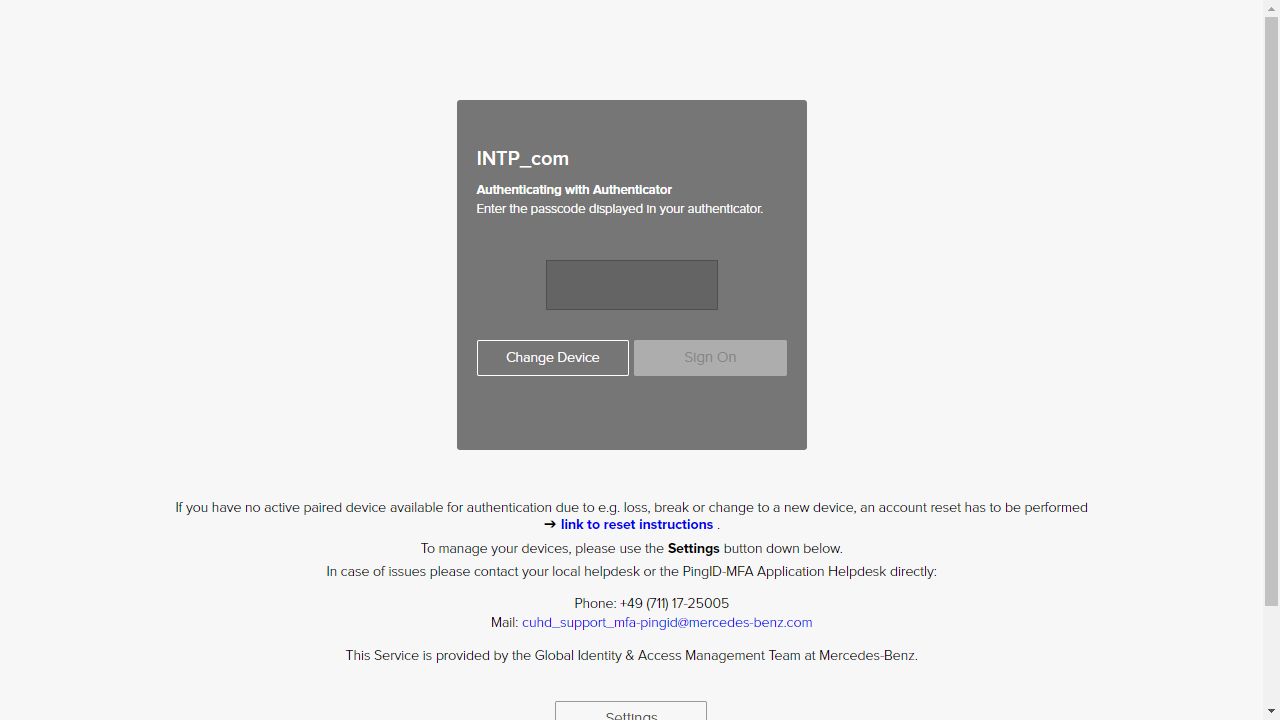 INTP_com
Authenticating with Authenticator
Enter the passcode displayed in your authenticator.
Change Device
Sign On
If you have no active paired device available for authentication due to e.g. loss, break or change to a new device, an account reset has to be performed
➔ link to reset instructions .
To manage your devices, please use the Settings button down below.
In case of issues please contact your local helpdesk or the PingID-MFA Application Helpdesk directly:
Phone: +49 (711) 17-25005
Mail: cuhd_support_mfa-pingid@mercedes-benz.com
This Service is provided by the Global Identity & Access Management Team at Mercedes-Benz.
Settings